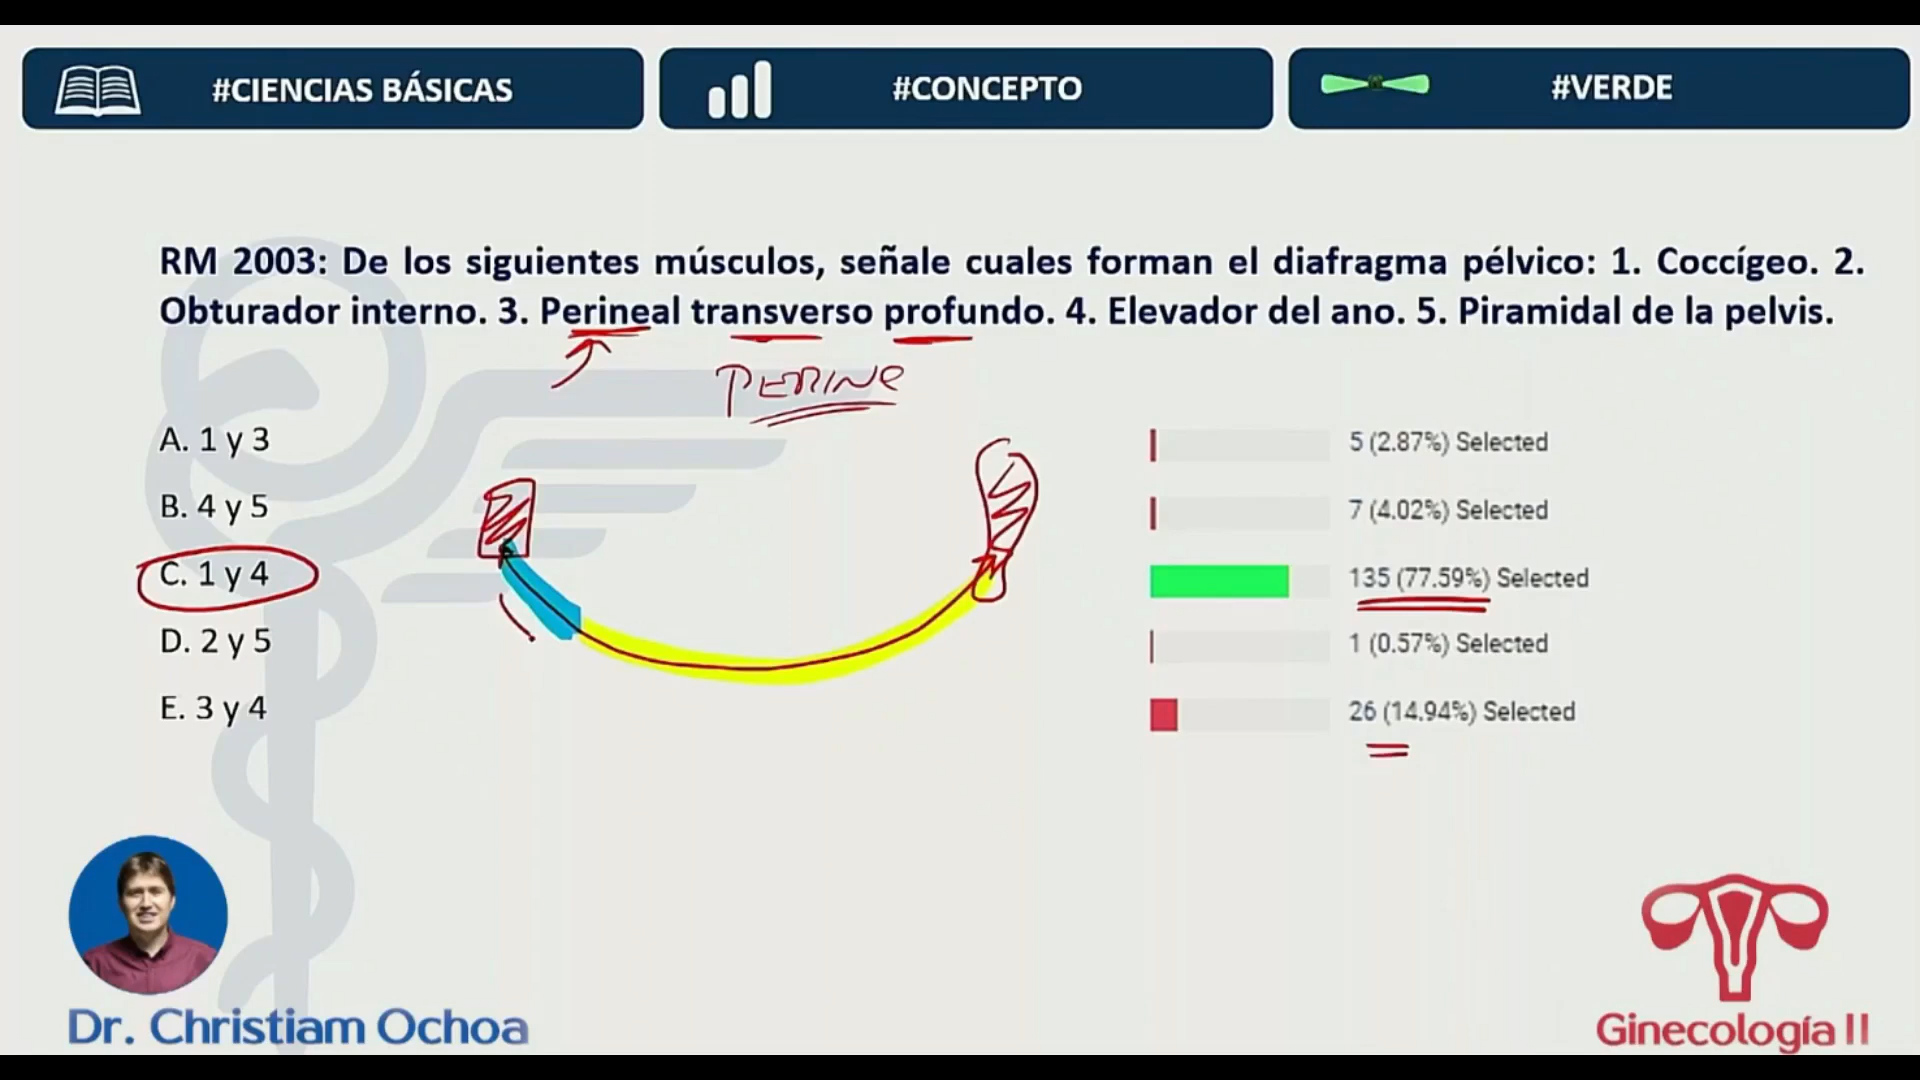 #CIENCIAS BÁSICAS
#CONCEPTO
#VERDE
RM 2003: De los siguientes músculos, señale cuales forman el diafragma pélvico: 1. Coccígeo. 2.
Obturador interno. 3. Perineal transverso profundo. 4. Elevador del ano. 5. Piramidal de la pelvis.
PERINE
A. 1 y 3
5 (2.87%) Selected
B. 4 y 5
7 (4.02%) Selected
C. 1 y 4
135 (77.59%) Selected
D. 2 y 5
1 (0.57%) Selected
E. 3 y 4
26 (14.94%) Selected
Dr. Christiam Ochoa
Ginecología II